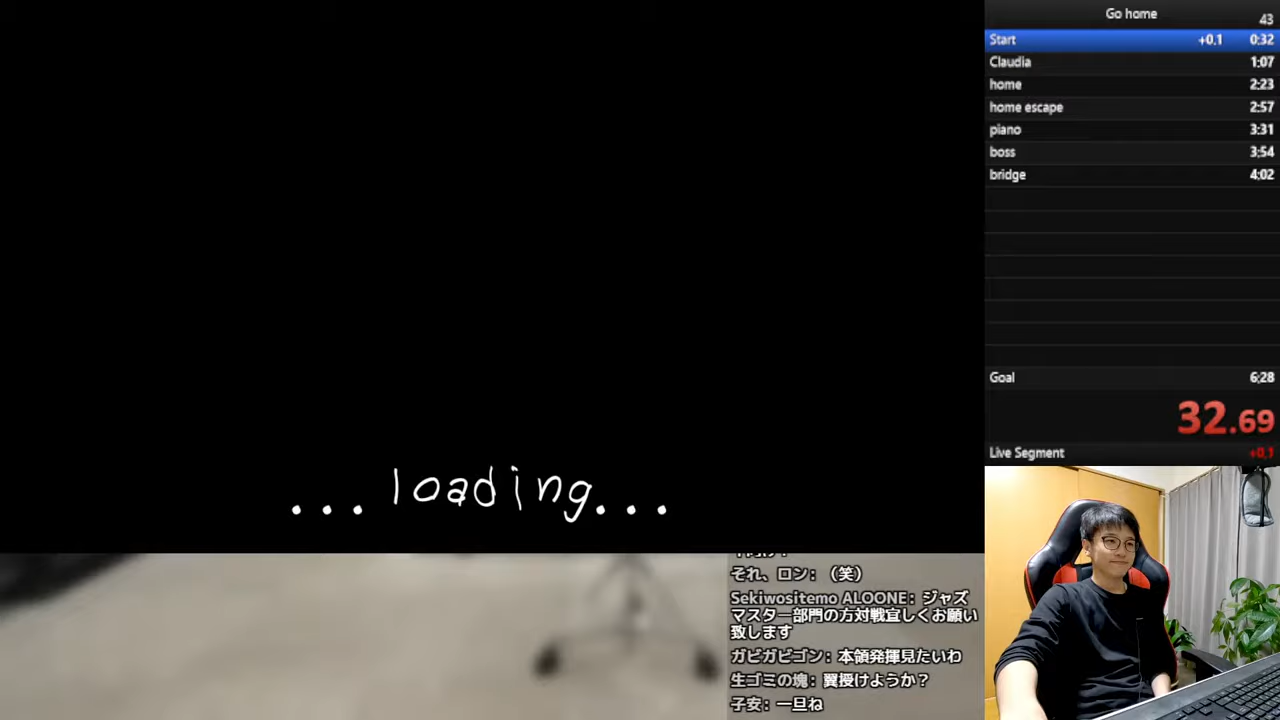 ...loading...
Go home
43
Start +0.1 0:32
Claudia 1:07
home 2:23
home escape 2:57
piano 3:31
boss 3:54
bridge 4:02
Goal 6:28
32.69
Live Segment +0.1
それ、ロン: （笑）
Sekiwositemo ALOONE: ジャズ
マスター部門の方対戦宜しくお願い
致します
ガビガビゴン: 本領発揮見たいわ
生ゴミの塊: 翼授けようか？
子安: 一旦ね